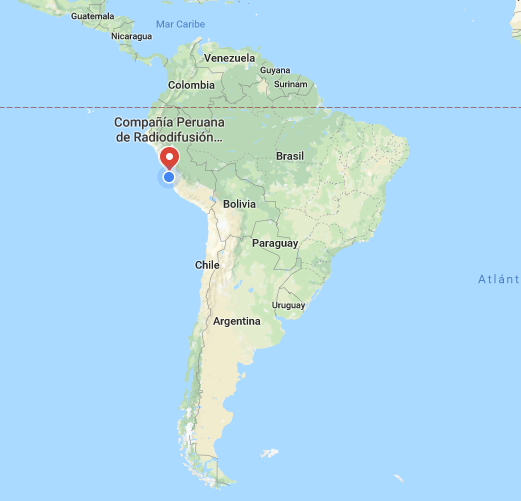 Guatemala
Mar Caribe
Nicaragua
Venezuela
Guyana
Colombia
Surinam
Compañía Peruana
de Radiodifusión...
Brasil
Bolivia
Paraguay
Chile
Atlánt
Uruguay
Argentina